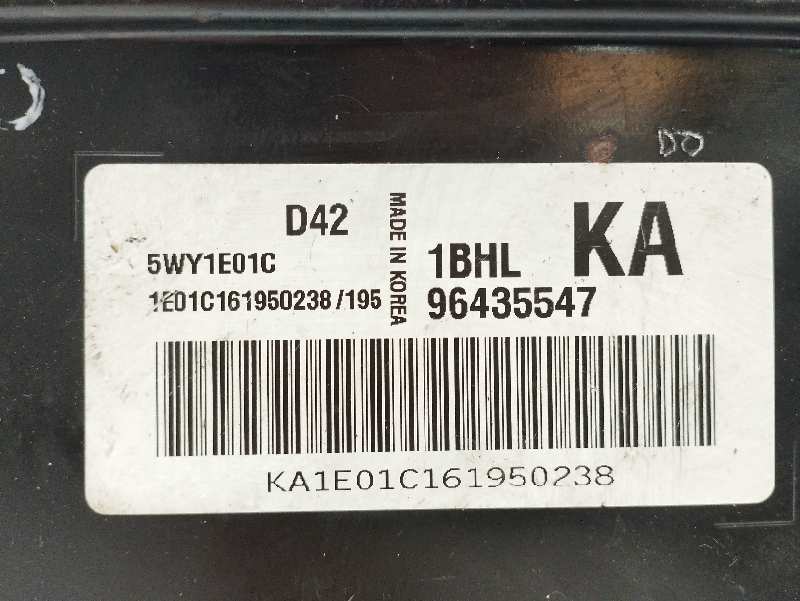 D42
5WY1E01C
1E01C161950238/195
MADE IN KOREA
1BHL
KA
96435547
KA1E01C161950238